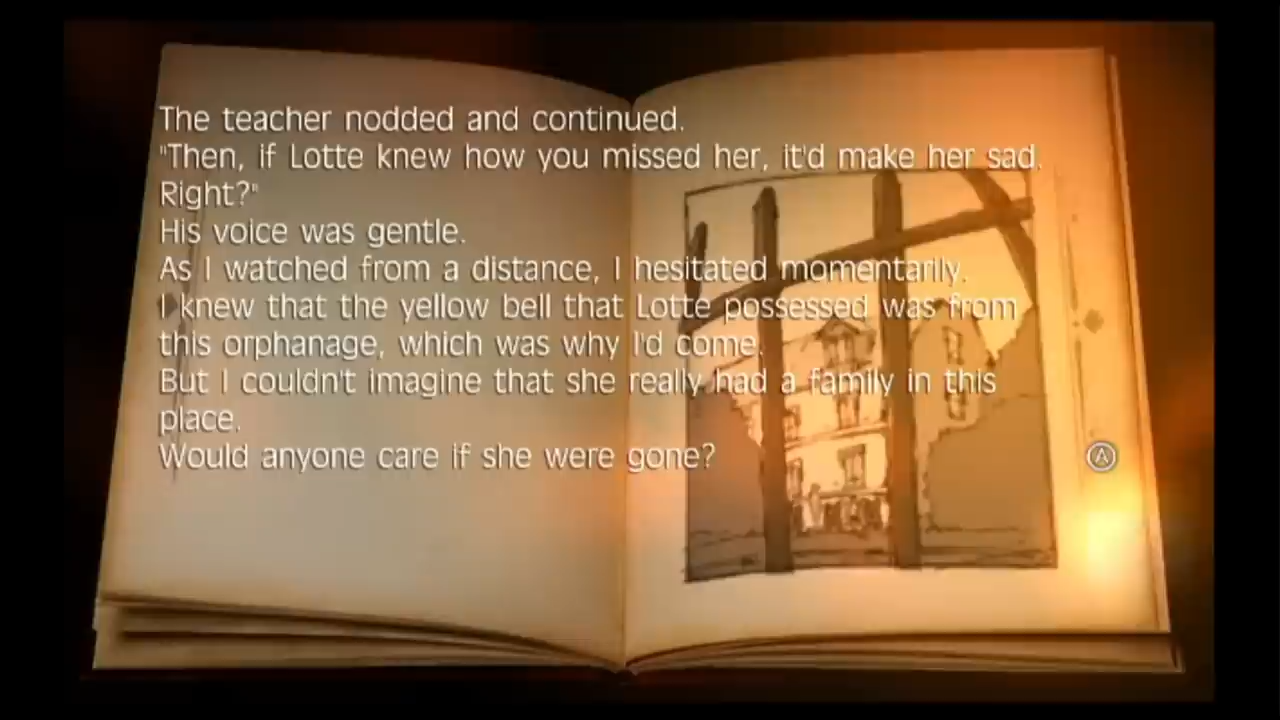 The teacher nodded and continued.
"Then, if Lotte knew how you missed her, it'd make her sad.
Right?"
His voice was gentle.
As I watched from a distance, I hesitated momentarily.
I knew that the yellow bell that Lotte possessed was from
this orphanage, which was why I'd come.
But I couldn't imagine that she really had a family in this
place.
Would anyone care if she were gone?
A